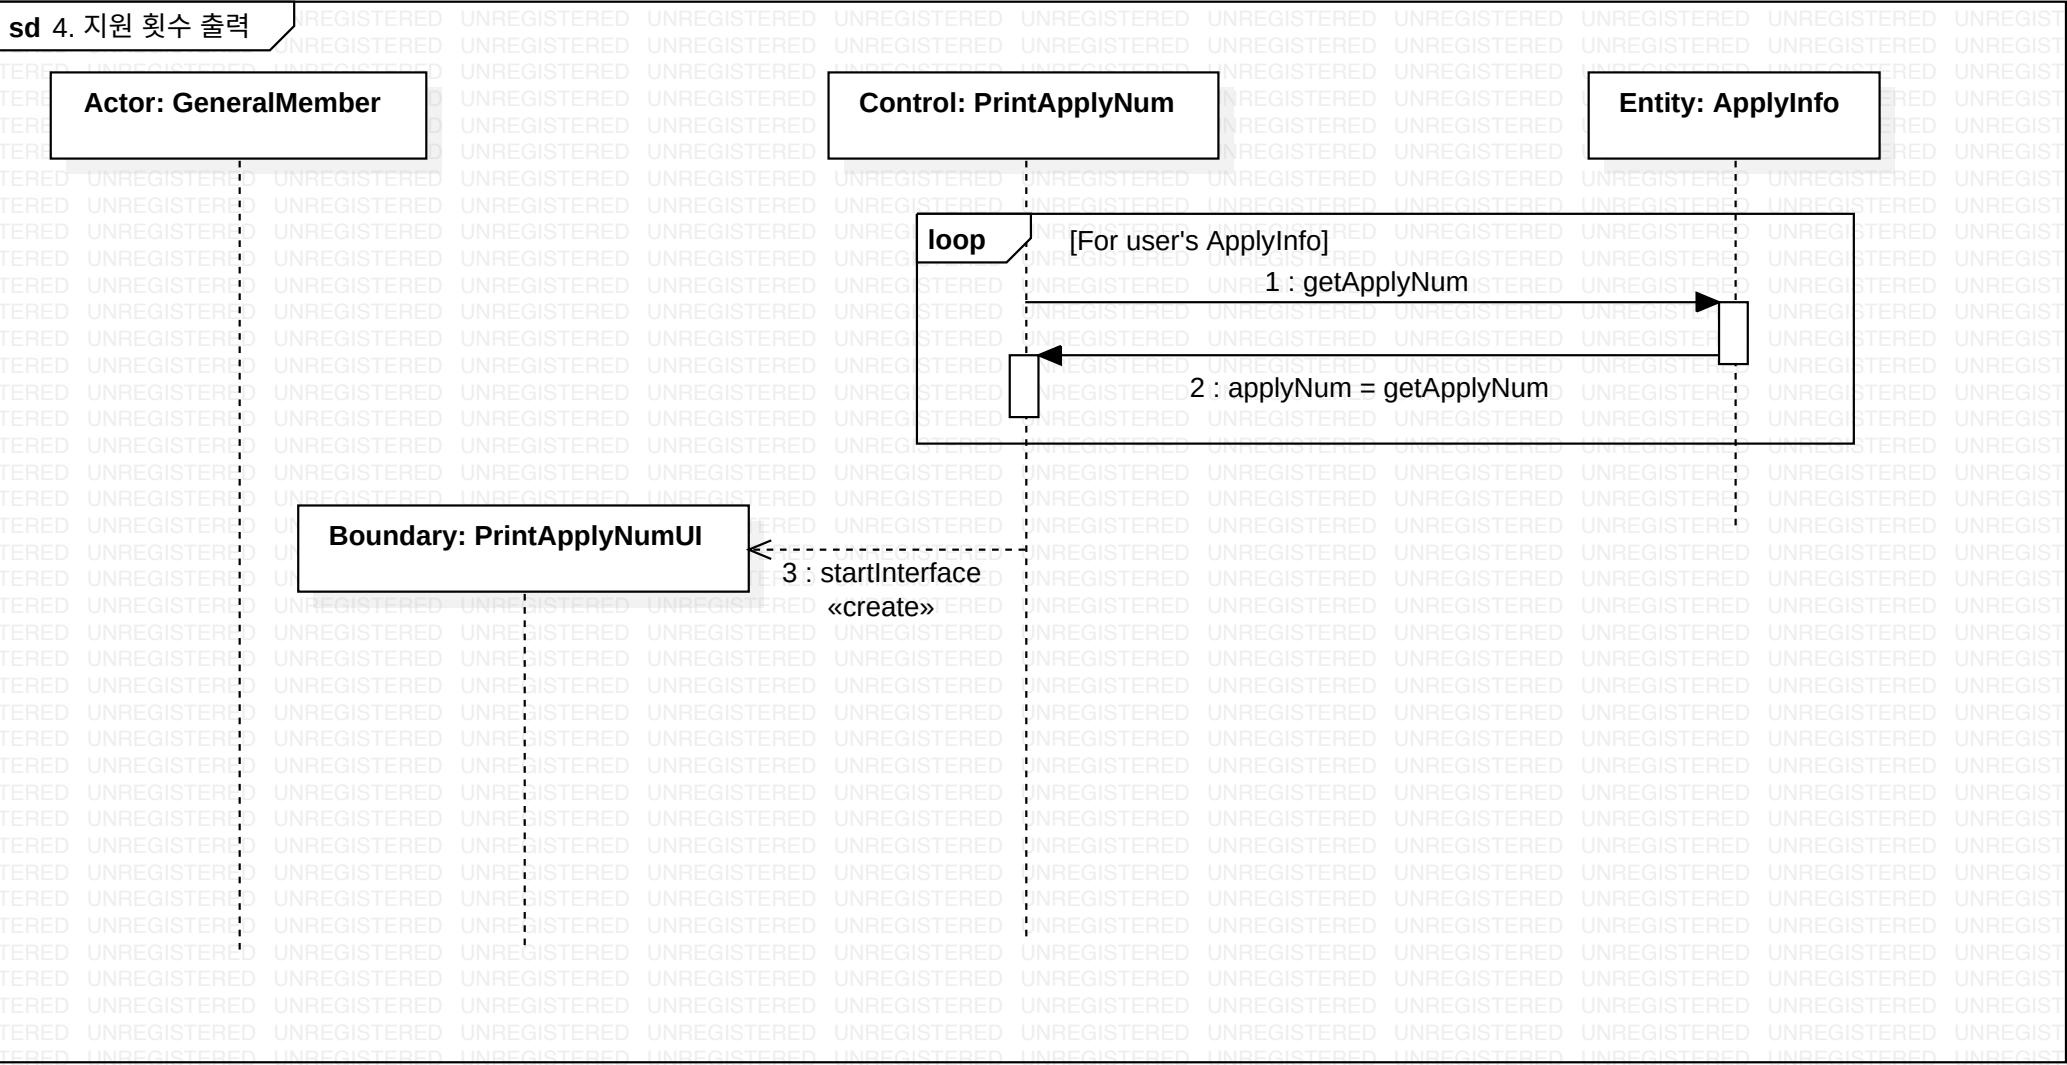 sd 4. 지원 횟수 출력
Actor: GeneralMember
Control: PrintApplyNum
Entity: ApplyInfo
loop [For user's ApplyInfo]
1 : getApplyNum
2 : applyNum = getApplyNum
Boundary: PrintApplyNumUI
3 : startInterface
«create»
UNREGISTERED